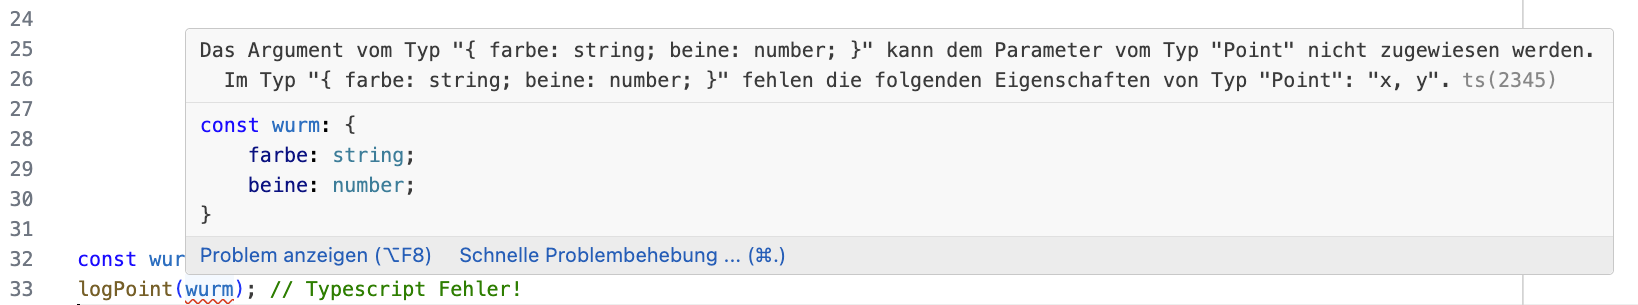 24
25 Das Argument vom Typ "{ farbe: string; beine: number; }" kann dem Parameter vom Typ "Point" nicht zugewiesen werden.
26 Im Typ "{ farbe: string; beine: number; }" fehlen die folgenden Eigenschaften von Typ "Point": "x, y". ts(2345)
27 const wurm: {
28 farbe: string;
29 beine: number;
30 }
31
32 const wur Problem anzeigen (⌥F8) Schnelle Problembehebung ... (⌘.)
33 logPoint(wurm); // Typescript Fehler!